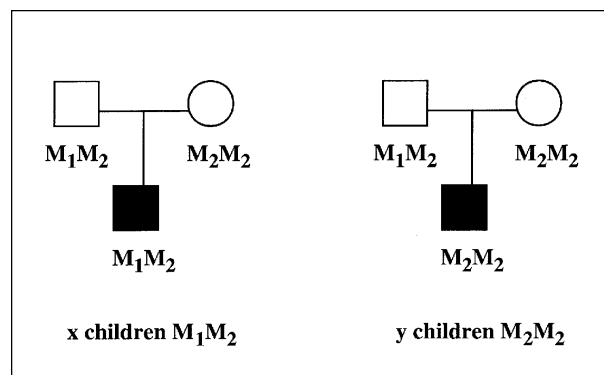 M₁M₂ M₂M₂ M₁M₂ M₂M₂
M₁M₂ M₂M₂
x children M₁M₂ y children M₂M₂